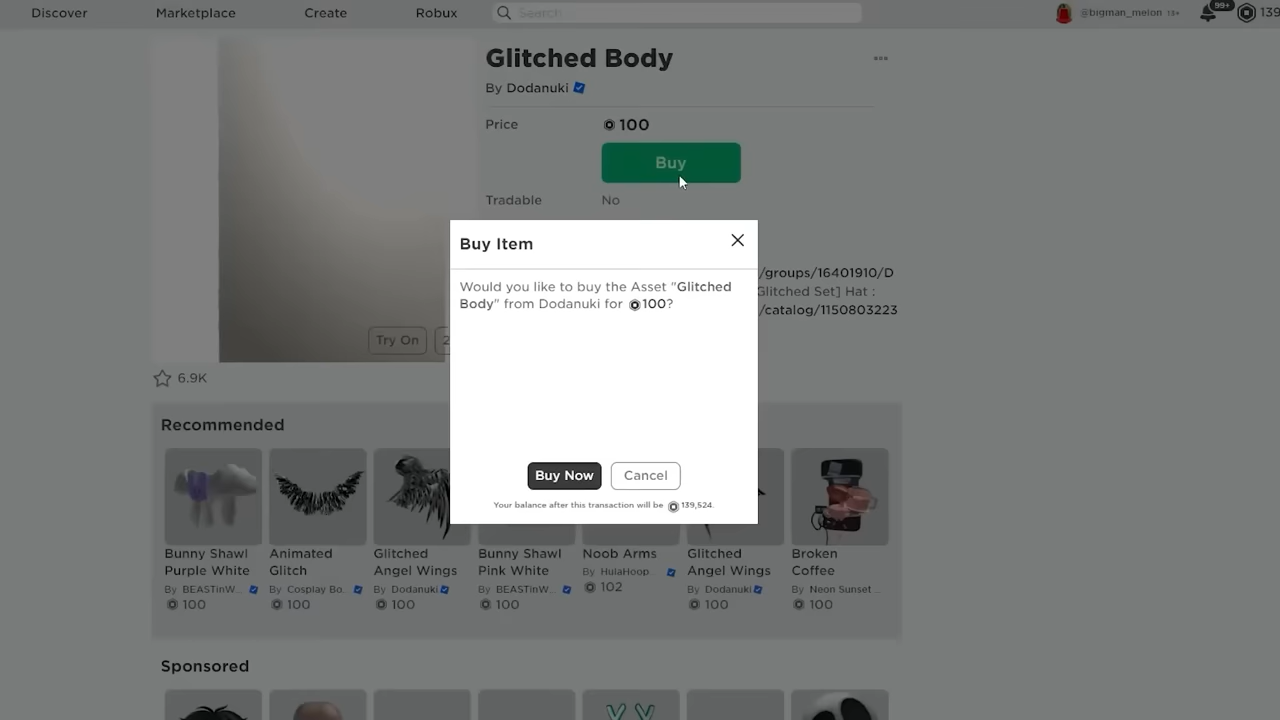 Discover Marketplace Create Robux Search... @bigman_melon 13+ 99+ 139
Glitched Body
By Dodanuki
Price 100
Buy
Tradable No
Buy Item
/groups/16401910/D
Would you like to buy the Asset "Glitched
Glitched Set] Hat :
Body" from Dodanuki for 100?
/catalog/1150803223
Try On 2
6.9K
Recommended
Buy Now Cancel
Your balance after this transaction will be 139,524.
Bunny Shawl
Purple White
By BEASTinW...
100
Animated
Glitch
By Cosplay Bo...
100
Glitched
Angel Wings
By Dodanuki
100
Bunny Shawl
Pink White
By BEASTinW...
100
Noob Arms
By HulaHoop...
102
Glitched
Angel Wings
By Dodanuki
100
Broken
Coffee
By Neon Sunset ...
100
Sponsored